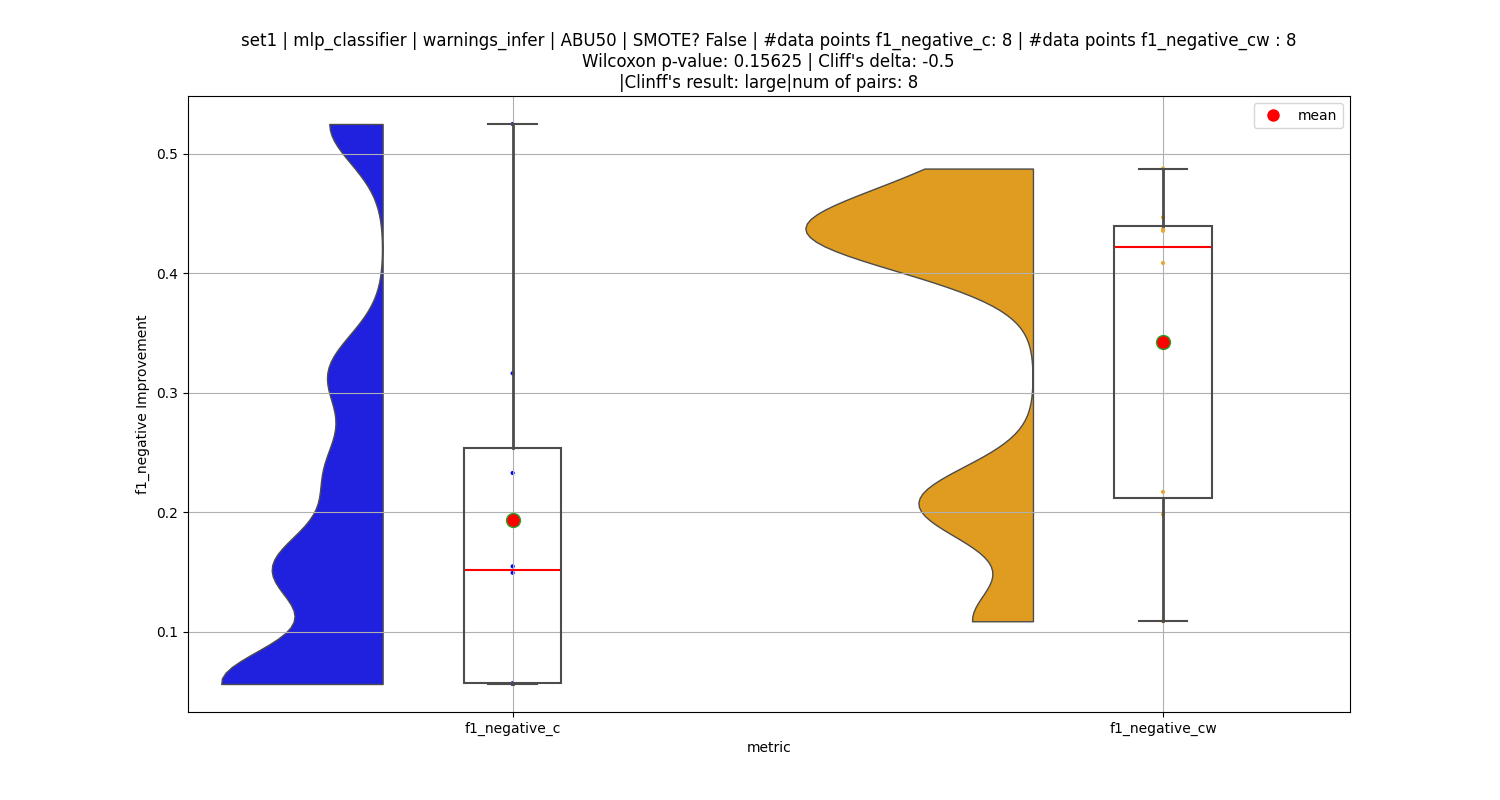 set1 | mlp_classifier | warnings_infer | ABU50 | SMOTE? False | #data points f1_negative_c: 8 | #data points f1_negative_cw : 8
Wilcoxon p-value: 0.15625 | Cliff's delta: -0.5
|Clinff's result: large|num of pairs: 8
mean
0.5
0.4
0.3
0.2
0.1
f1_negative Improvement
f1_negative_c
f1_negative_cw
metric